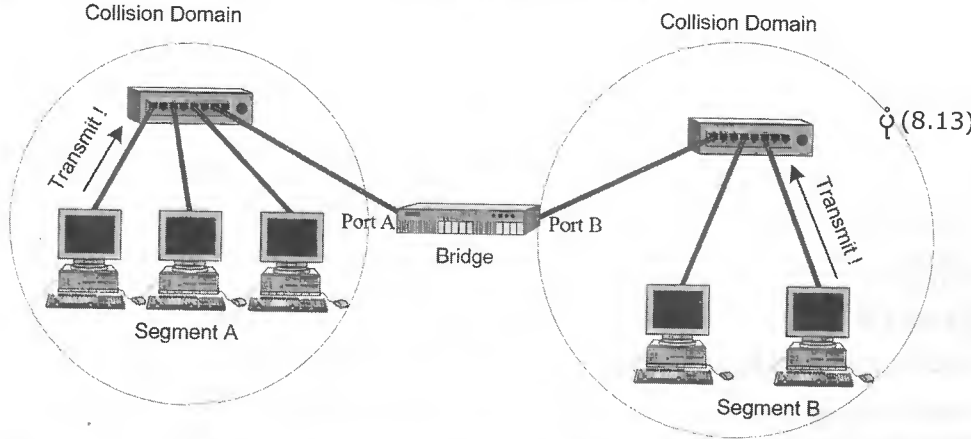 Collision Domain
Collision Domain
Transmit !
(8.13)
Transmit !
Port A
Port B
Bridge
Segment A
Segment B